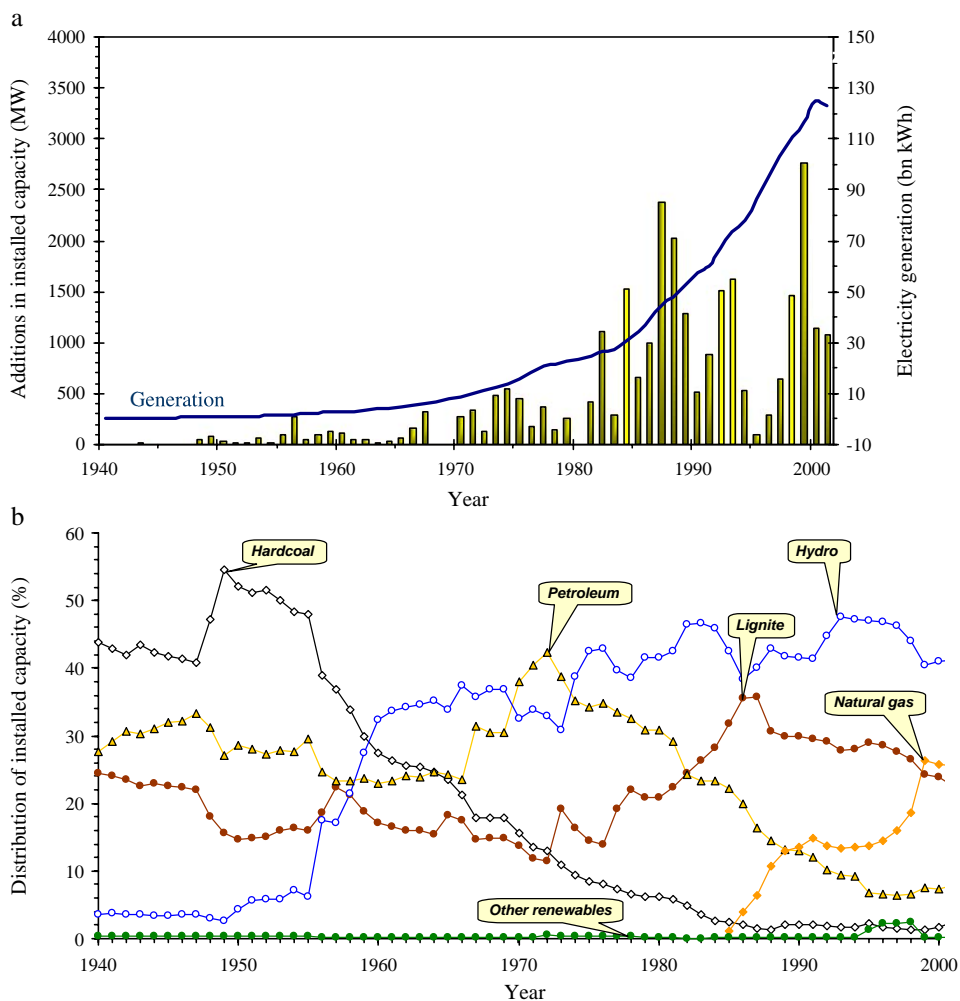 a
4000
3500
3000
2500
2000
1500
1000
500
0
Additions in installed capacity (MW)
150
130
110
90
70
50
30
10
-10
Electricity generation (bn kWh)
Generation
1940 1950 1960 1970 1980 1990 2000
Year
b
60
50
40
30
20
10
0
Distribution of installed capacity (%)
Hardcoal
Hydro
Petroleum
Lignite
Natural gas
Other renewables
1940 1950 1960 1970 1980 1990 2000
Year